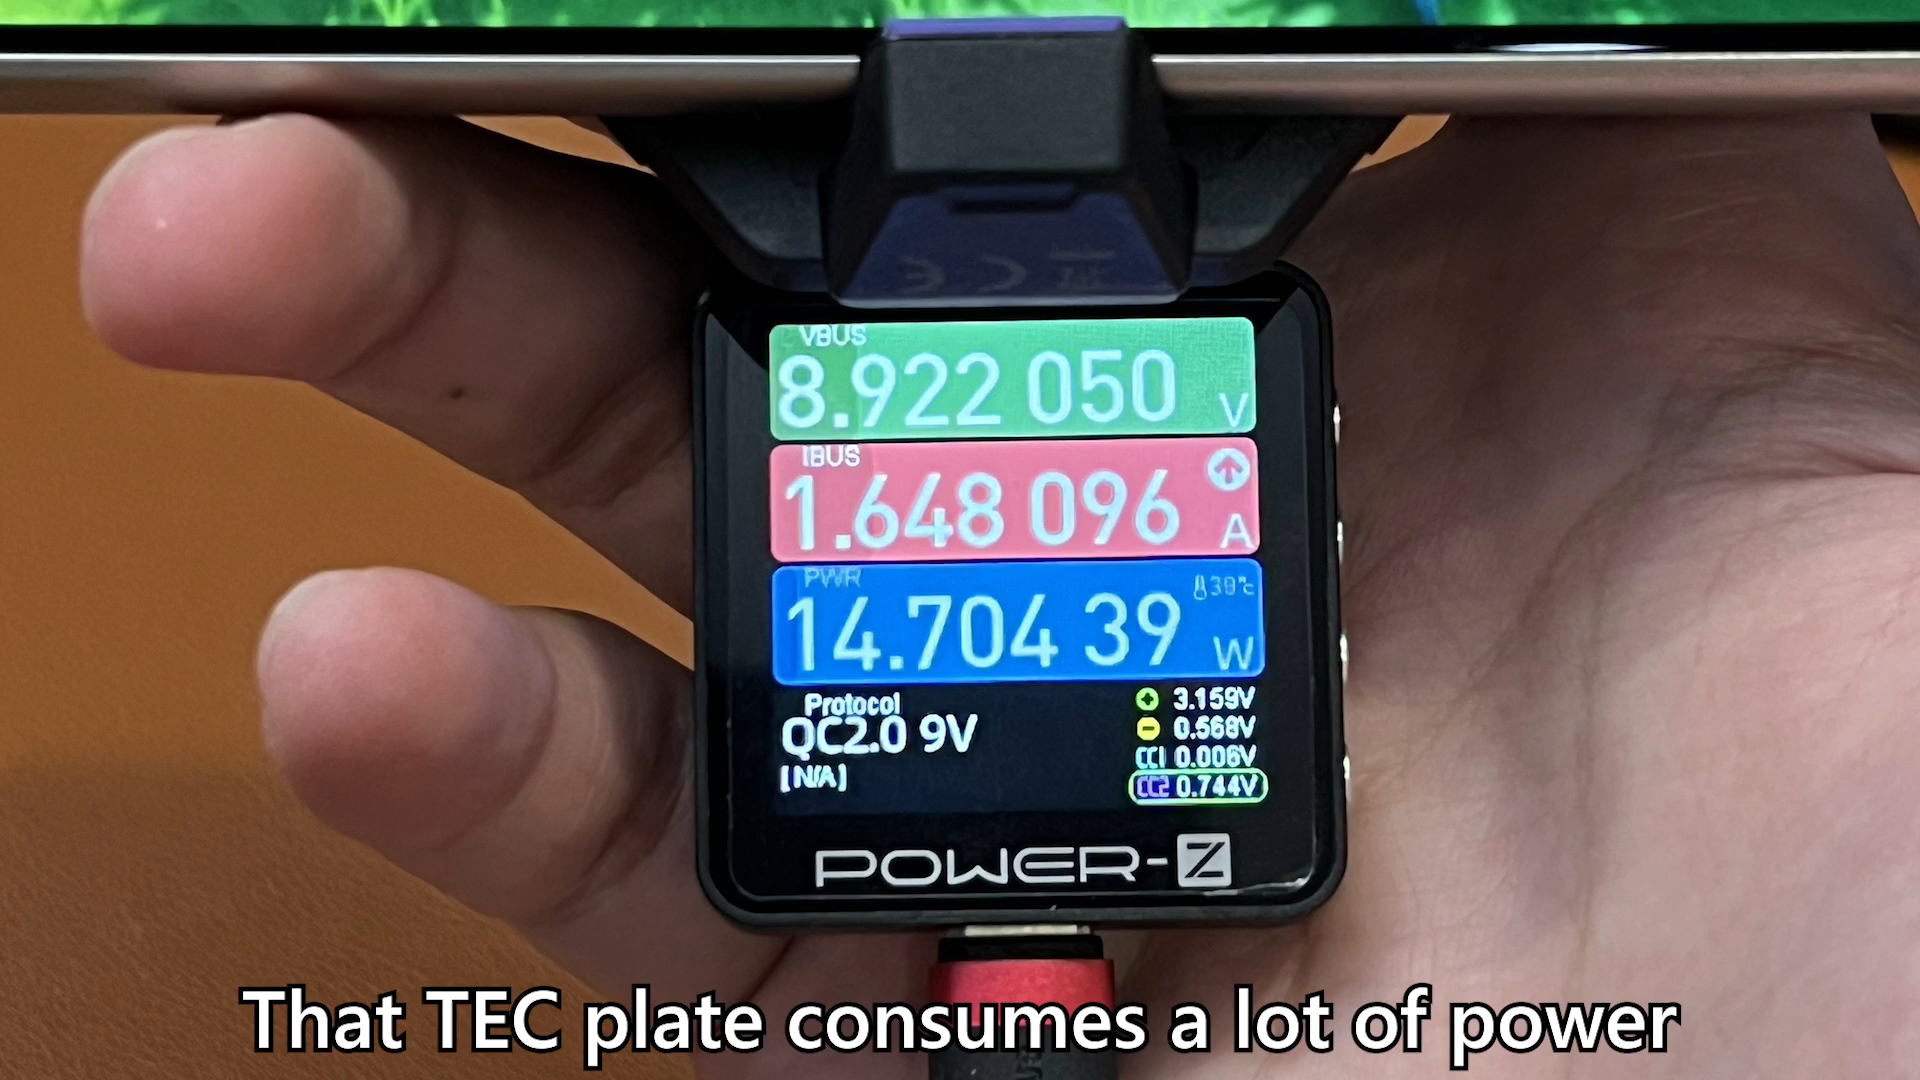 VBUS
8.922 050 V
IBUS
1.648 096 A
PWR
14.704 39 W
Protocol
QC2.0 9V
[N/A]
3.159V
0.568V
CC1 0.006V
CC2 0.744V
POWER-Z
That TEC plate consumes a lot of power